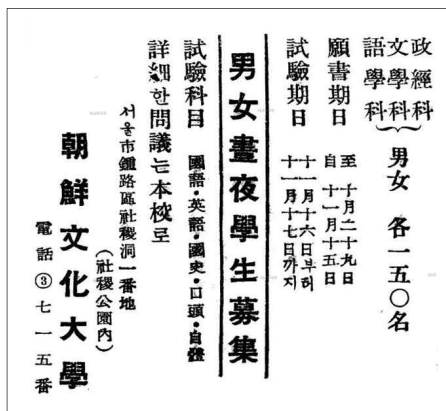 政經科
文學科
語學科
男女 各一五〇名
願書期日
至 十月二十九日
自 十一月十五日
試驗期日
十一月十六日부터
十一月十七日까지
男女晝夜學生募集
試驗科目 國語·英語·國史·口頭·自體
詳細한問議는本校로
서울市鍾路區社稷洞一番地
(社稷公園內)
朝鮮文化大學
電話③七一五番